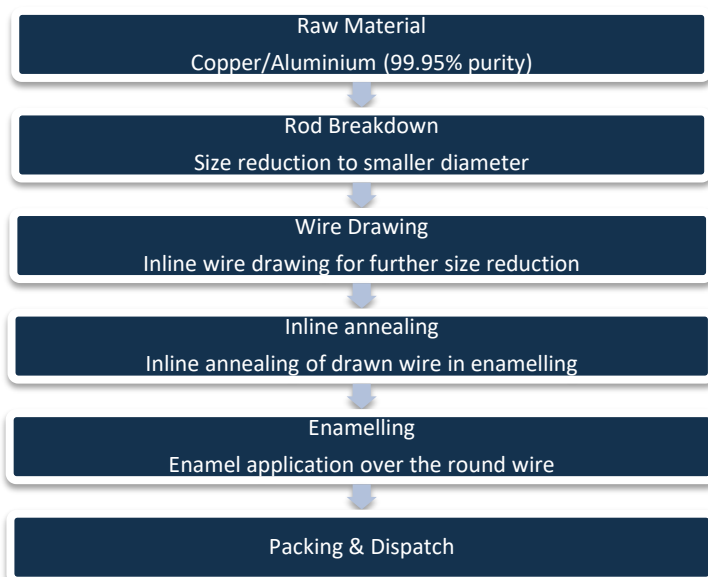 Raw Material
Copper/Aluminium (99.95% purity)
Rod Breakdown
Size reduction to smaller diameter
Wire Drawing
Inline wire drawing for further size reduction
Inline annealing
Inline annealing of drawn wire in enamelling
Enamelling
Enamel application over the round wire
Packing & Dispatch